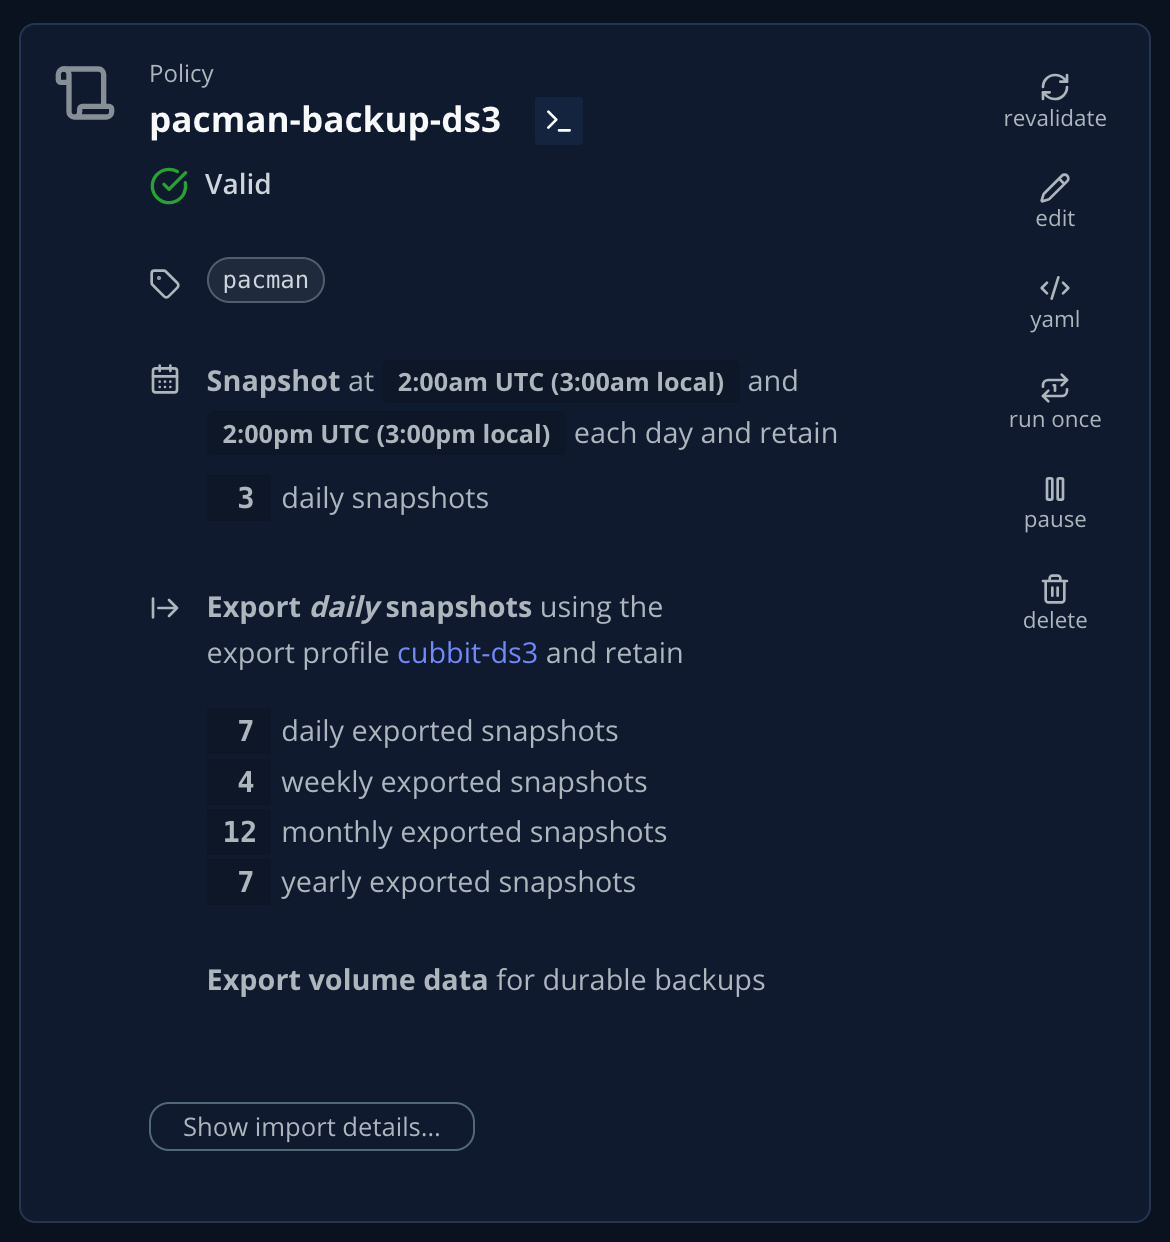 Policy
pacman-backup-ds3
Valid
pacman
Snapshot at 2:00am UTC (3:00am local) and
2:00pm UTC (3:00pm local) each day and retain
3 daily snapshots
Export daily snapshots using the
export profile cubbit-ds3 and retain
7 daily exported snapshots
4 weekly exported snapshots
12 monthly exported snapshots
7 yearly exported snapshots
Export volume data for durable backups
Show import details...
revalidate
edit
yaml
run once
pause
delete